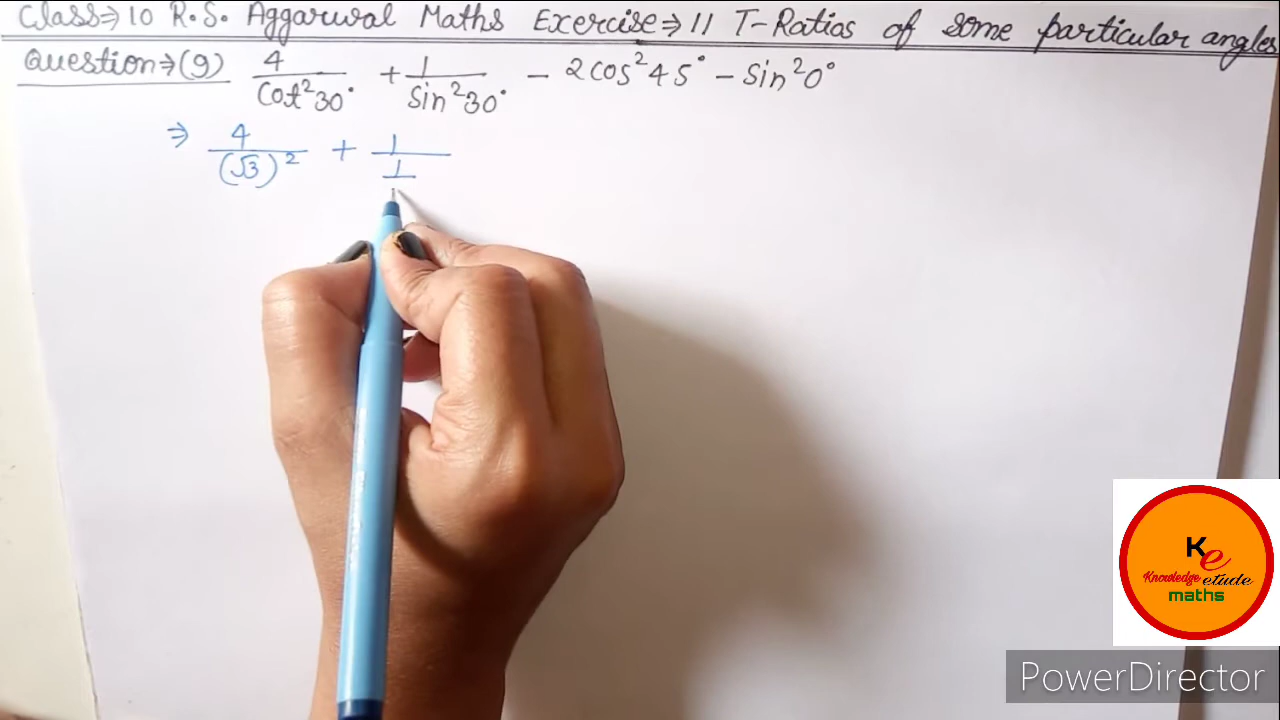 Class⇒ 10 R.S. Aggarwal Maths Exercise⇒ 11 T-Ratios of some particular angles
Question⇒(9) 4/Cot²30° + 1/Sin²30° - 2cos²45° - Sin²0°
⇒ 4/(√3)² + 1/1/
Ke
Knowledge etude
maths
PowerDirector